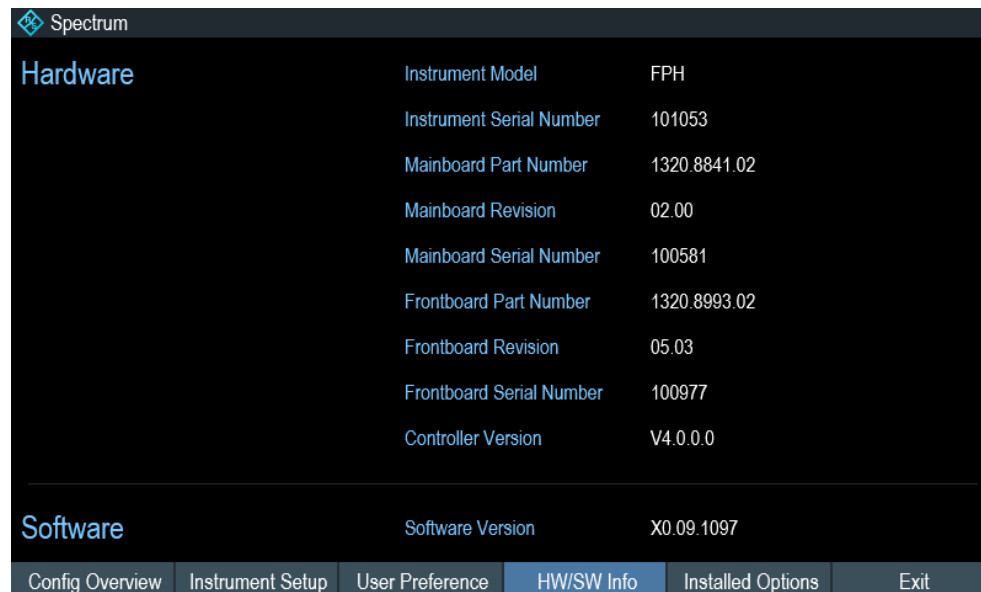 Spectrum
Hardware Instrument Model FPH
Instrument Serial Number 101053
Mainboard Part Number 1320.8841.02
Mainboard Revision 02.00
Mainboard Serial Number 100581
Frontboard Part Number 1320.8993.02
Frontboard Revision 05.03
Frontboard Serial Number 100977
Controller Version V4.0.0.0
Software Software Version X0.09.1097
Config Overview Instrument Setup User Preference HW/SW Info Installed Options Exit